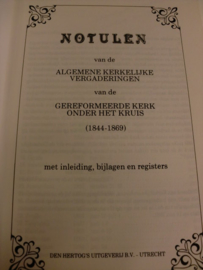 NOTULEN
van de
ALGEMENE KERKELIJKE
VERGADERINGEN
van de
GEREFORMEERDE KERK
ONDER HET KRUIS
(1844-1869)
met inleiding, bijlagen en registers
DEN HERTOG'S UITGEVERIJ B.V. - UTRECHT